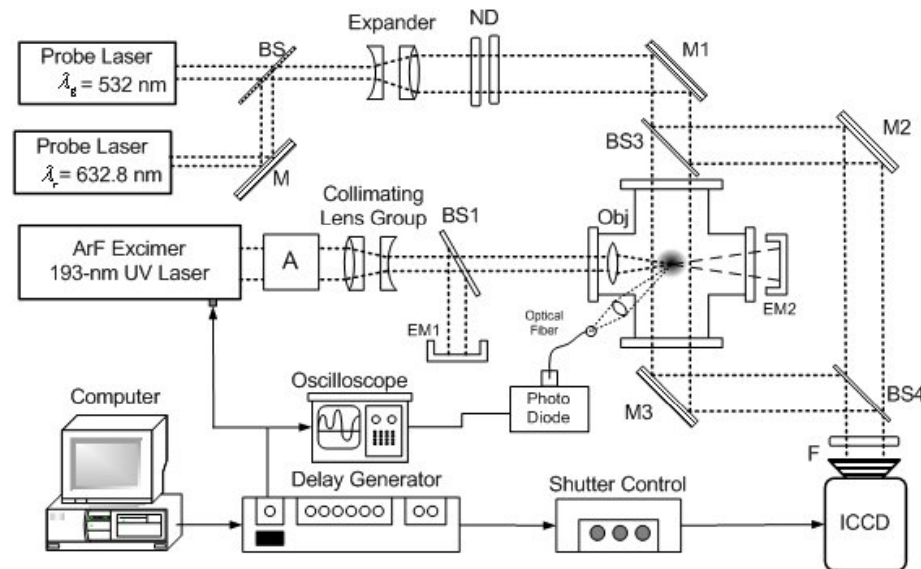 Expander
ND
Probe Laser
λ̂g = 532 nm
BS
M1
M2
Probe Laser
λ̂r = 632.8 nm
M
BS3
Collimating
Lens Group
BS1
Obj
ArF Excimer
193-nm UV Laser
A
EM2
Optical
Fiber
EM1
Computer
Oscilloscope
Photo
Diode
M3
BS4
F
Delay Generator
Shutter Control
ICCD